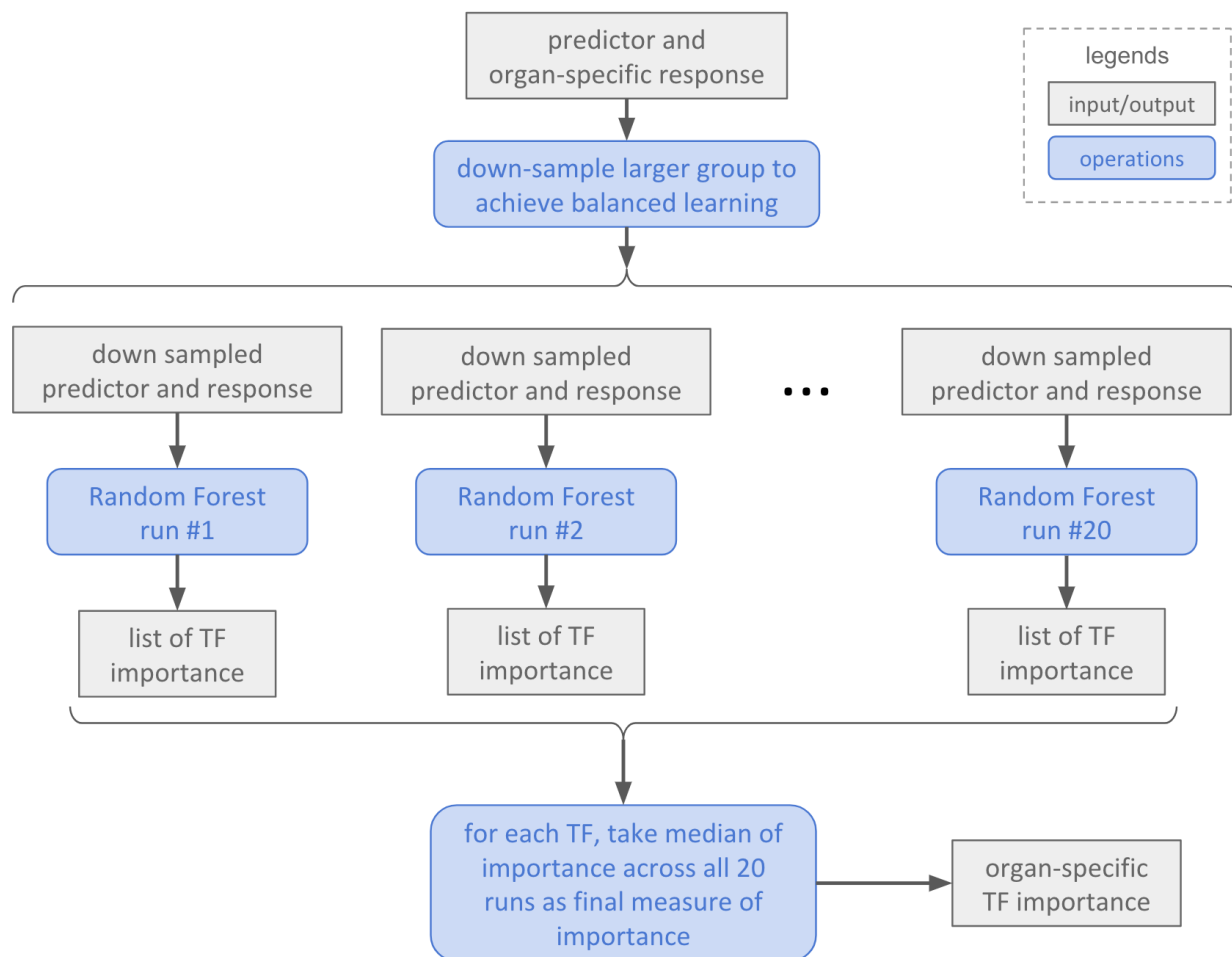 predictor and
organ-specific response
legends
input/output
operations
down-sample larger group to
achieve balanced learning
down sampled
predictor and response
down sampled
predictor and response
...
down sampled
predictor and response
Random Forest
run #1
Random Forest
run #2
Random Forest
run #20
list of TF
importance
list of TF
importance
list of TF
importance
for each TF, take median of
importance across all 20
runs as final measure of
importance
organ-specific
TF importance